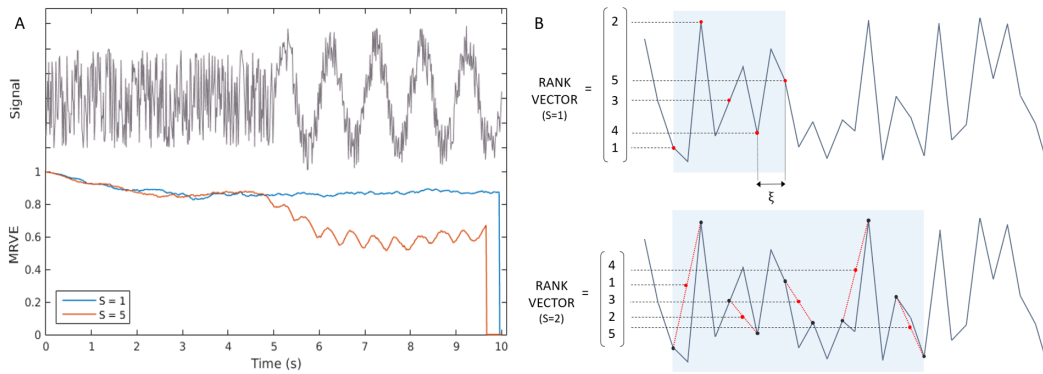 A
Signal
MRVE
1
0.8
0.6
0.4
0.2
0
S = 1
S = 5
0 1 2 3 4 5 6 7 8 9 10
Time (s)
B
RANK
VECTOR =
(S=1)
2
5
3
4
1
ξ
RANK
VECTOR =
(S=2)
4
1
3
2
5